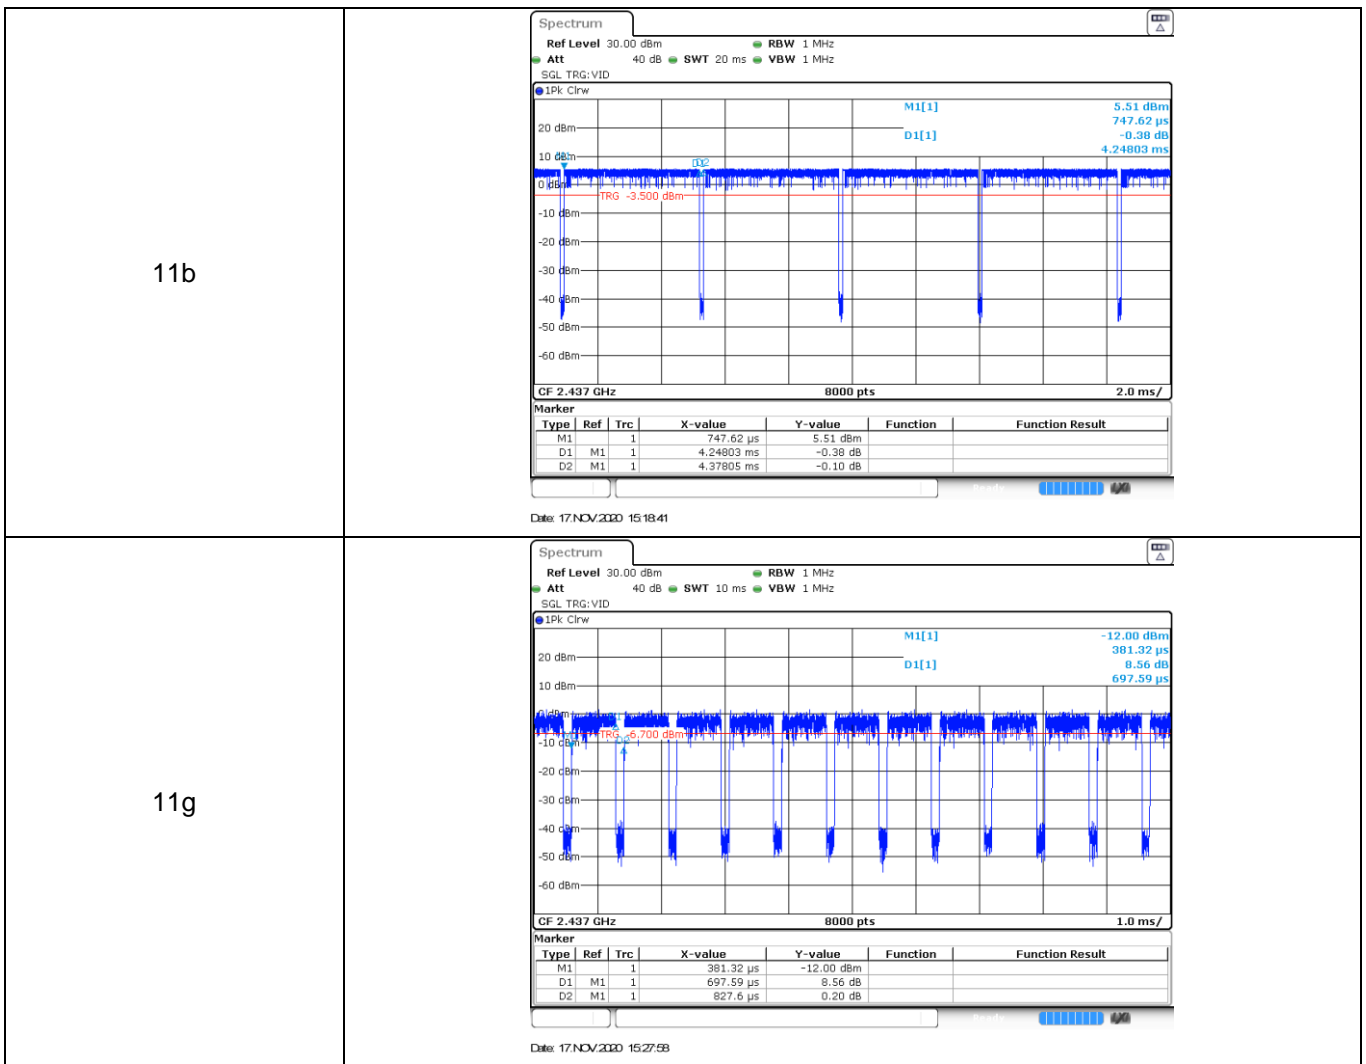 11b
Spectrum
Ref Level 30.00 dBm RBW 1 MHz
Att 40 dB SWT 20 ms VBW 1 MHz
SGL TRG:VID
1Pk Clrw
M1[1] 5.51 dBm
747.62 µs
20 dBm
D1[1] -0.38 dB
4.24803 ms
10 dBm
D2
0 dBm
TRG -3.500 dBm
-10 dBm
-20 dBm
-30 dBm
-40 dBm
-50 dBm
-60 dBm
CF 2.437 GHz 8000 pts 2.0 ms/
Marker
Type Ref Trc X-value Y-value Function Function Result
M1 1 747.62 µs 5.51 dBm
D1 M1 1 4.24803 ms -0.38 dB
D2 M1 1 4.37805 ms -0.10 dB
Date: 17.NOV.2020 15:18:41
11g
Spectrum
Ref Level 30.00 dBm RBW 1 MHz
Att 40 dB SWT 10 ms VBW 1 MHz
SGL TRG:VID
1Pk Clrw
M1[1] -12.00 dBm
381.32 µs
20 dBm
D1[1] 8.56 dB
697.59 µs
10 dBm
0 dBm
TRG -6.700 dBm
-10 dBm
-20 dBm
-30 dBm
-40 dBm
-50 dBm
-60 dBm
CF 2.437 GHz 8000 pts 1.0 ms/
Marker
Type Ref Trc X-value Y-value Function Function Result
M1 1 381.32 µs -12.00 dBm
D1 M1 1 697.59 µs 8.56 dB
D2 M1 1 827.6 µs 0.20 dB
Date: 17.NOV.2020 15:27:58